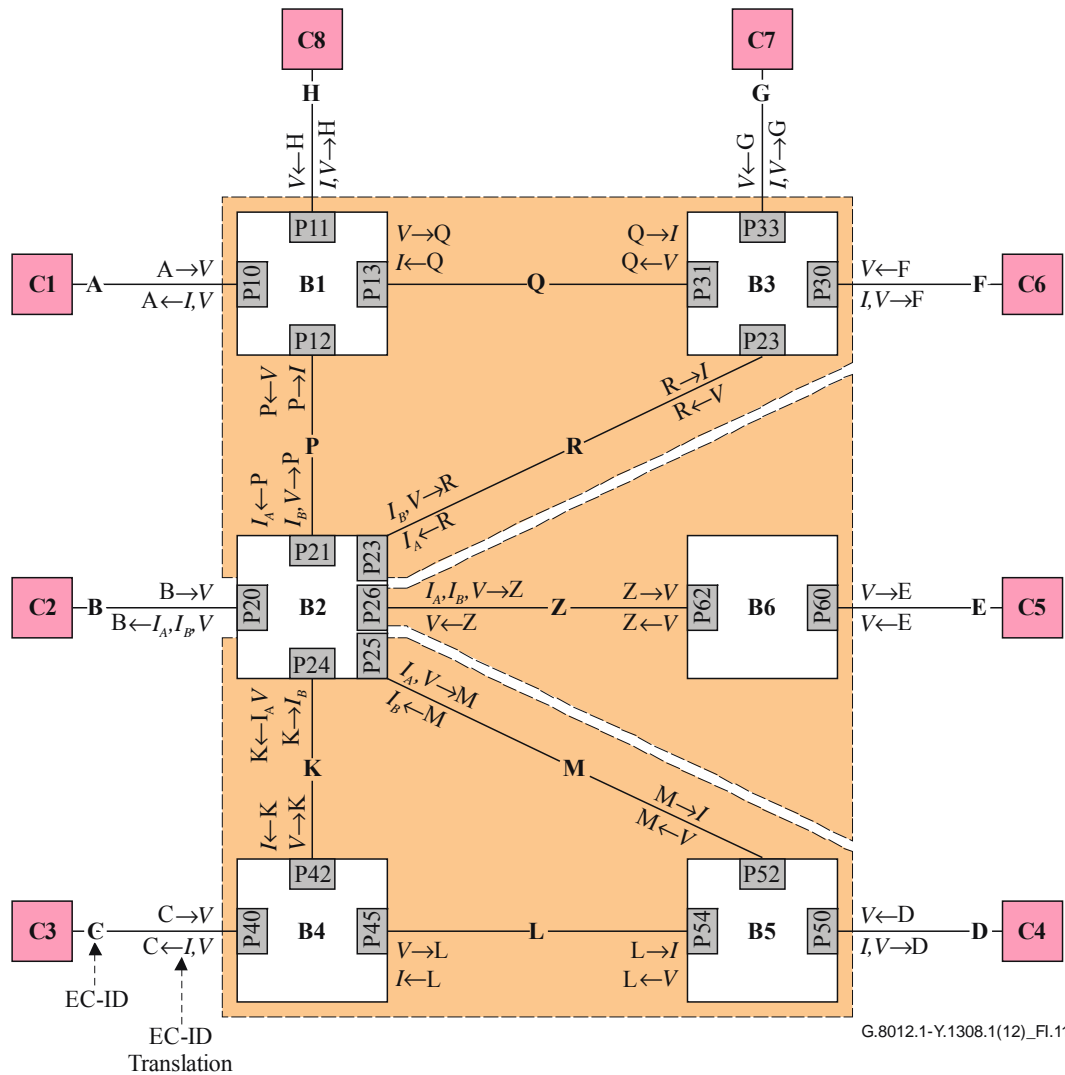 C8
C7
H
G
V←H
I,V→H
V←G
I,V→G
P11
P33
V→Q
Q→I
I←Q
Q←V
C1
A
A→V
A←I,V
P10
B1
P13
Q
P31
B3
P30
V←F
I,V→F
F
C6
P12
P23
P←V
P→I
R→I
R←V
P
R
I_A←P
I_B,V→P
I_B,V→R
I_A←R
P21
P23
C2
B
B→V
B←I_A,I_B,V
P20
B2
P26
I_A,I_B,V→Z
V←Z
Z
Z→V
Z←V
P62
B6
P60
V→E
V←E
E
C5
P24
P25
K←I_A V
K→I_B
I_A,V→M
I_B←M
K
M
I←K
V→K
M→I
M←V
P42
P52
C3
C
C→V
C←I,V
P40
B4
P45
V→L
I←L
L
L→I
L←V
P54
B5
P50
V←D
I,V→D
D
C4
EC-ID
EC-ID
Translation
G.8012.1-Y.1308.1(12)_FI.11